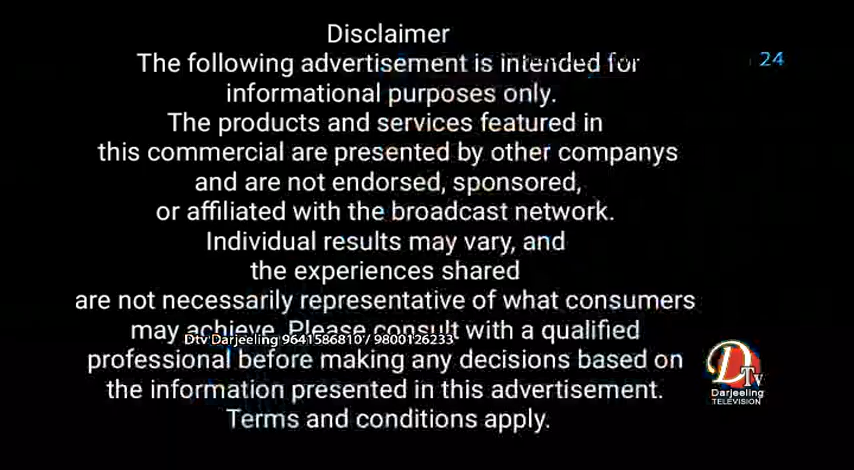 Disclaimer
The following advertisement is intended for
24
informational purposes only.
The products and services featured in
this commercial are presented by other companys
and are not endorsed, sponsored,
or affiliated with the broadcast network.
Individual results may vary, and
the experiences shared
are not necessarily representative of what consumers
may achieve. Please consult with a qualified
Dtv Darjeeling 9641586810 / 9800126233
professional before making any decisions based on
the information presented in this advertisement.
Terms and conditions apply.
DTv
Darjeeling
TELEVISION